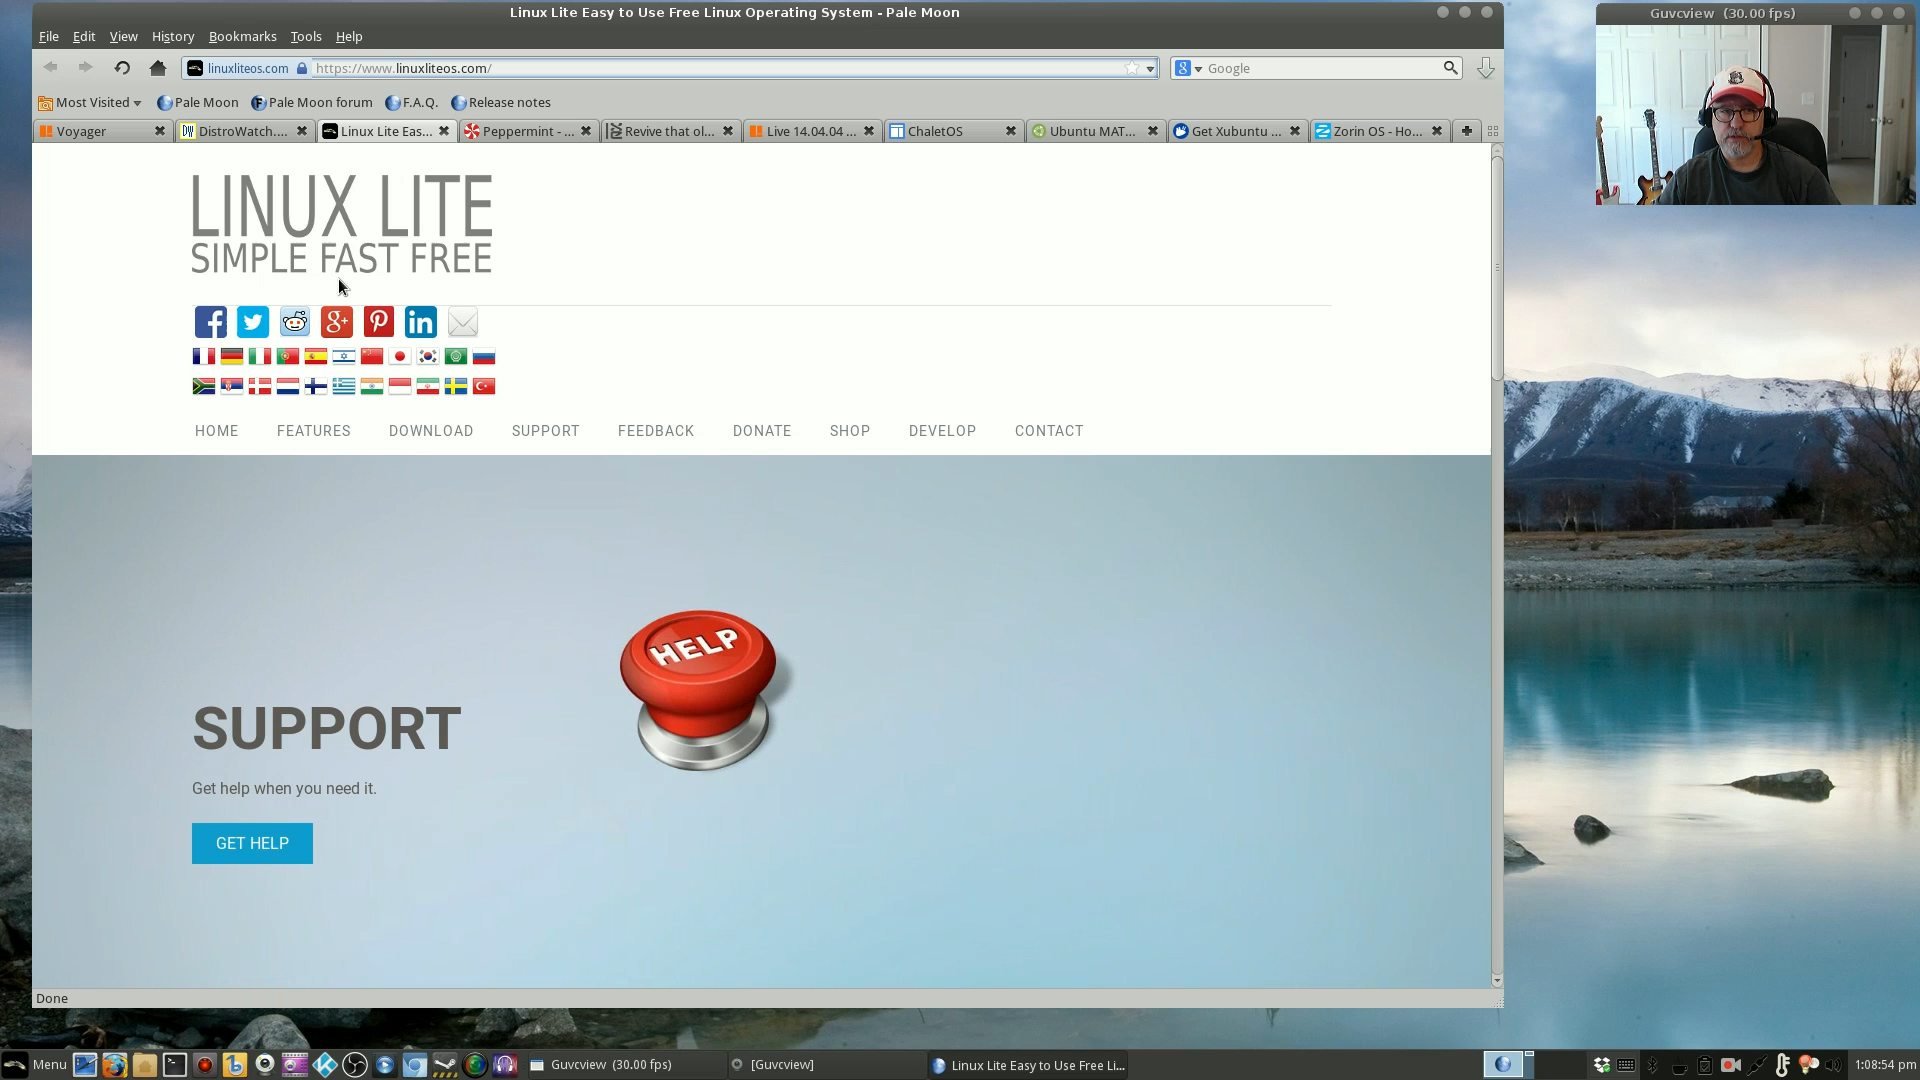 Linux Lite Easy to Use Free Linux Operating System - Pale Moon
Guvcview (30.00 fps)
File Edit View History Bookmarks Tools Help
linuxliteos.com https://www.linuxliteos.com/ Google
Most Visited Pale Moon Pale Moon forum F.A.Q. Release notes
Voyager DistroWatch.... Linux Lite Eas... Peppermint - ... Revive that ol... Live 14.04.04 ... ChaletOS Ubuntu MAT... Get Xubuntu ... Zorin OS - Ho...
LINUX LITE
SIMPLE FAST FREE
HOME FEATURES DOWNLOAD SUPPORT FEEDBACK DONATE SHOP DEVELOP CONTACT
HELP
SUPPORT
Get help when you need it.
GET HELP
Done
Menu Guvcview (30.00 fps) [Guvcview] Linux Lite Easy to Use Free Li... 1:08:54 pm